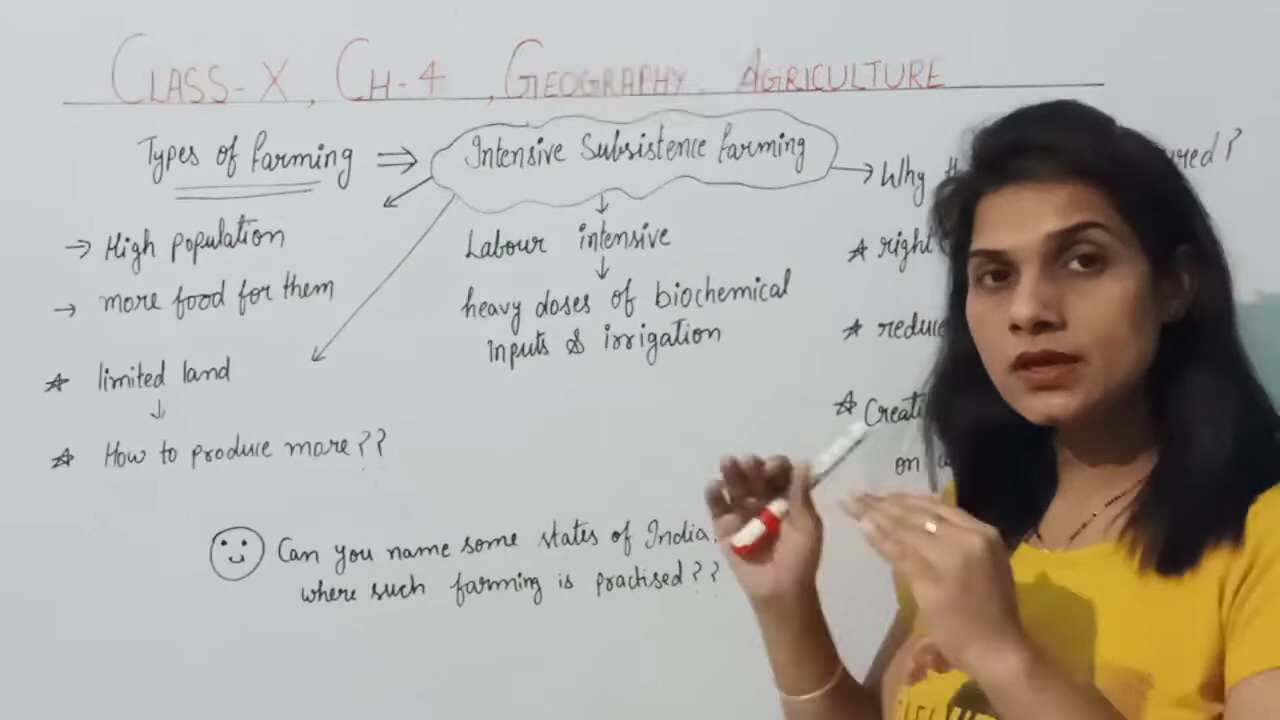 CLASS-X, CH-4, GEOGRAPHY AGRICULTURE
Types of farming ⇒ Intensive Subsistence farming
→ High population
→ more food for them
☆ limited land
↓
☆ How to produce more??
↓
Labour intensive
↓
heavy doses of biochemical
inputs & irrigation
→ Why
☆ right
☆
☆
on
Can you name some states of India,
where such farming is practised??